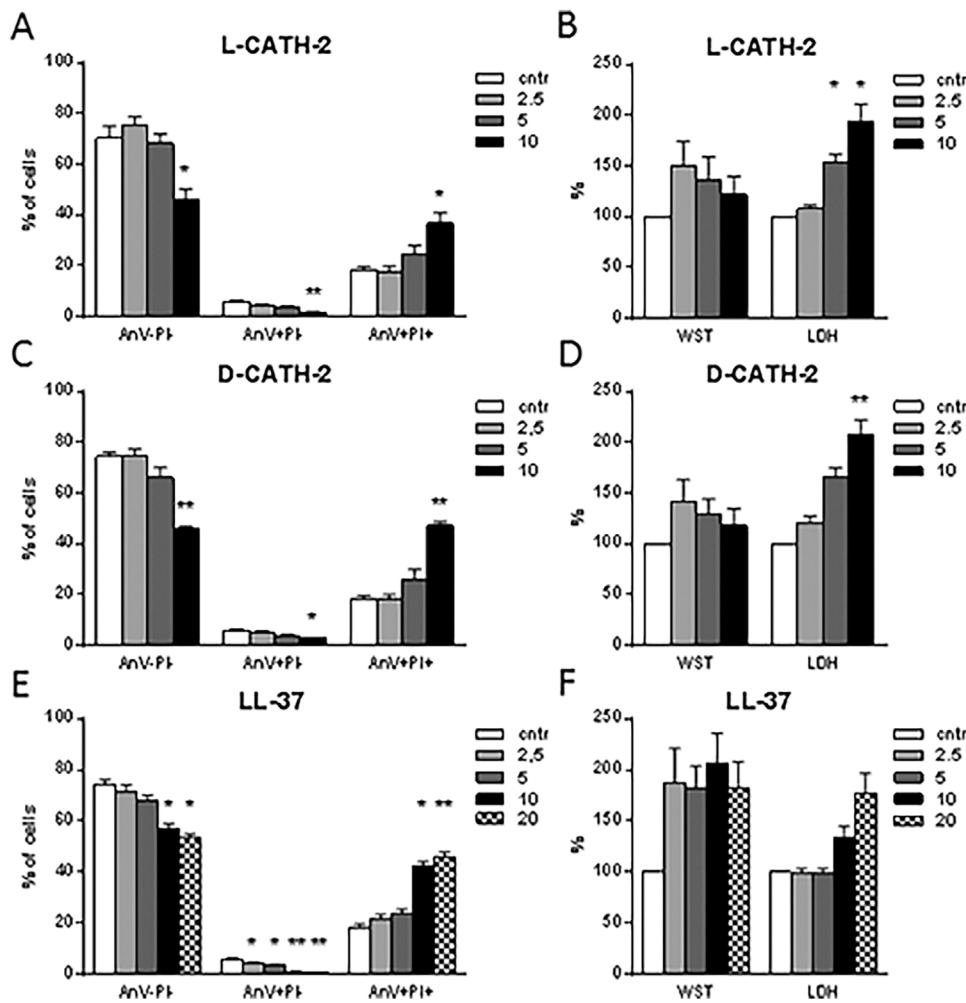 A
L-CATH-2
100
80
60
40
20
0
% of cells
* ** *
AnV-PI-
AnV+PI-
AnV+PI+
cntr
2.5
5
10
B
L-CATH-2
250
200
150
100
50
0
%
* *
WST
LDH
cntr
2.5
5
10
C
D-CATH-2
100
80
60
40
20
0
% of cells
** * **
AnV-PI-
AnV+PI-
AnV+PI+
cntr
2,5
5
10
D
D-CATH-2
250
200
150
100
50
0
%
**
WST
LDH
cntr
2.5
5
10
E
LL-37
100
80
60
40
20
0
% of cells
* * * * ** ** * **
AnV-PI-
AnV+PI-
AnV+PI+
cntr
2,5
5
10
20
F
LL-37
250
200
150
100
50
0
%
WST
LDH
cntr
2.5
5
10
20